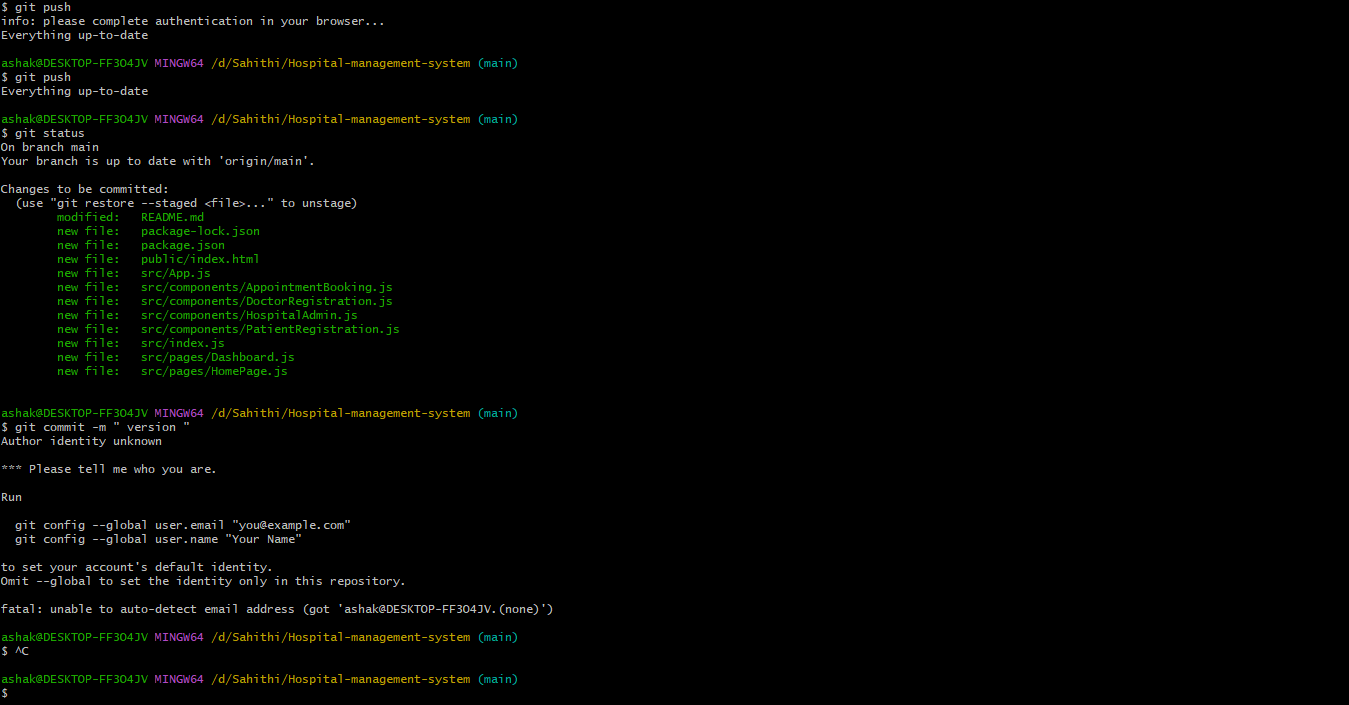 $ git push
info: please complete authentication in your browser...
Everything up-to-date
ashak@DESKTOP-FF3O4JV MINGW64 /d/Sahithi/Hospital-management-system (main)
$ git push
Everything up-to-date
ashak@DESKTOP-FF3O4JV MINGW64 /d/Sahithi/Hospital-management-system (main)
$ git status
On branch main
Your branch is up to date with 'origin/main'.
Changes to be committed:
(use "git restore --staged <file>..." to unstage)
modified: README.md
new file: package-lock.json
new file: package.json
new file: public/index.html
new file: src/App.js
new file: src/components/AppointmentBooking.js
new file: src/components/DoctorRegistration.js
new file: src/components/HospitalAdmin.js
new file: src/components/PatientRegistration.js
new file: src/index.js
new file: src/pages/Dashboard.js
new file: src/pages/HomePage.js
ashak@DESKTOP-FF3O4JV MINGW64 /d/Sahithi/Hospital-management-system (main)
$ git commit -m " version "
Author identity unknown
*** Please tell me who you are.
Run
git config --global user.email "you@example.com"
git config --global user.name "Your Name"
to set your account's default identity.
Omit --global to set the identity only in this repository.
fatal: unable to auto-detect email address (got 'ashak@DESKTOP-FF3O4JV.(none)')
ashak@DESKTOP-FF3O4JV MINGW64 /d/Sahithi/Hospital-management-system (main)
$ ^C
ashak@DESKTOP-FF3O4JV MINGW64 /d/Sahithi/Hospital-management-system (main)
$